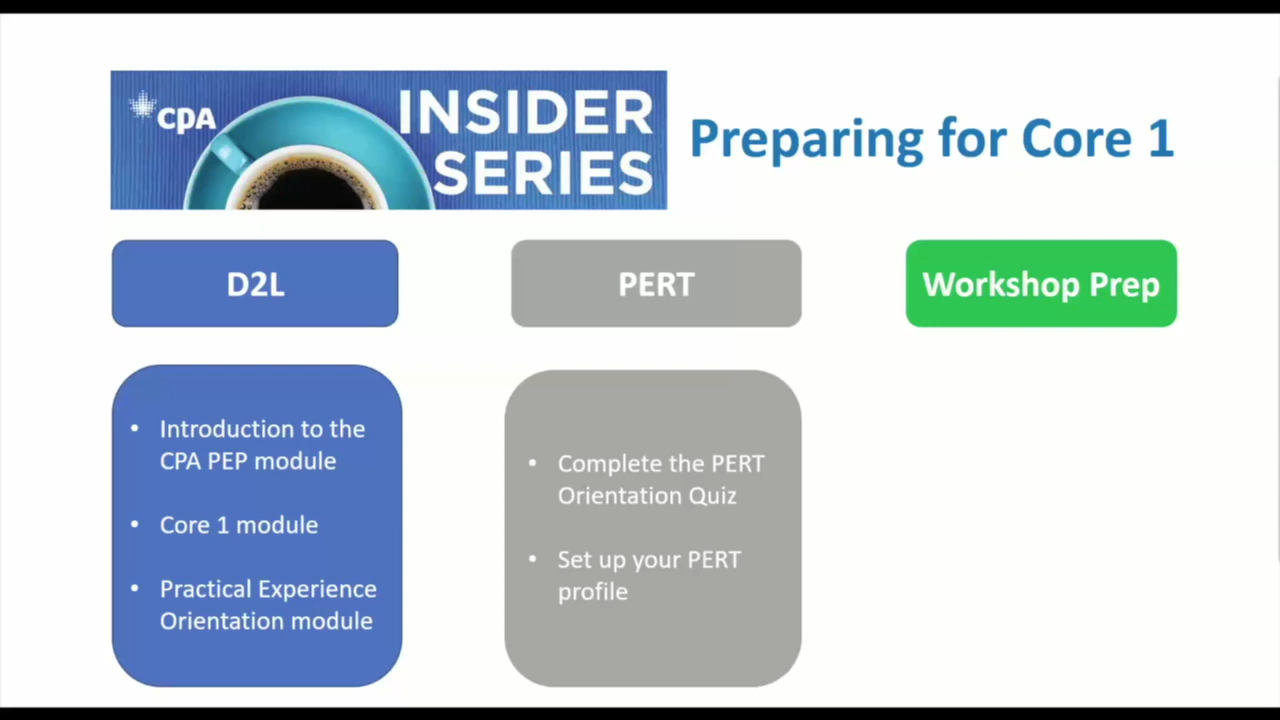 CPA
INSIDER
SERIES
Preparing for Core 1
D2L
PERT
Workshop Prep
• Introduction to the
CPA PEP module
• Core 1 module
• Practical Experience
Orientation module
• Complete the PERT
Orientation Quiz
• Set up your PERT
profile